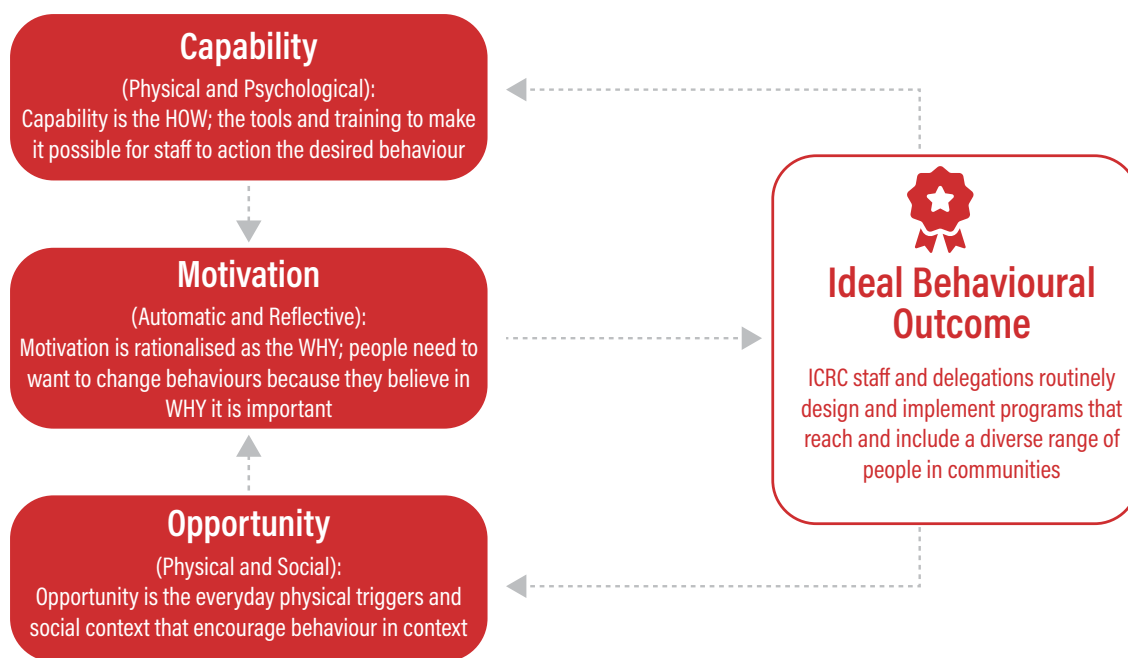 Capability
(Physical and Psychological):
Capability is the HOW; the tools and training to make
it possible for staff to action the desired behaviour
Motivation
(Automatic and Reflective):
Motivation is rationalised as the WHY; people need to
want to change behaviours because they believe in
WHY it is important
Opportunity
(Physical and Social):
Opportunity is the everyday physical triggers and
social context that encourage behaviour in context
Ideal Behavioural
Outcome
ICRC staff and delegations routinely
design and implement programs that
reach and include a diverse range of
people in communities